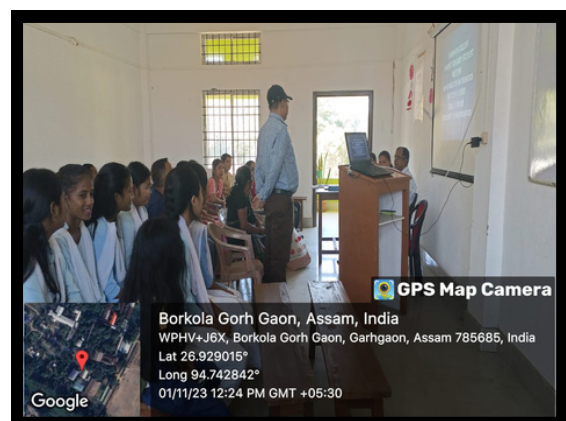 GPS Map Camera
Borkola Gorh Gaon, Assam, India
WPHV+J6X, Borkola Gorh Gaon, Garhgaon, Assam 785685, India
Lat 26.929015°
Long 94.742842°
01/11/23 12:24 PM GMT +05:30
Google